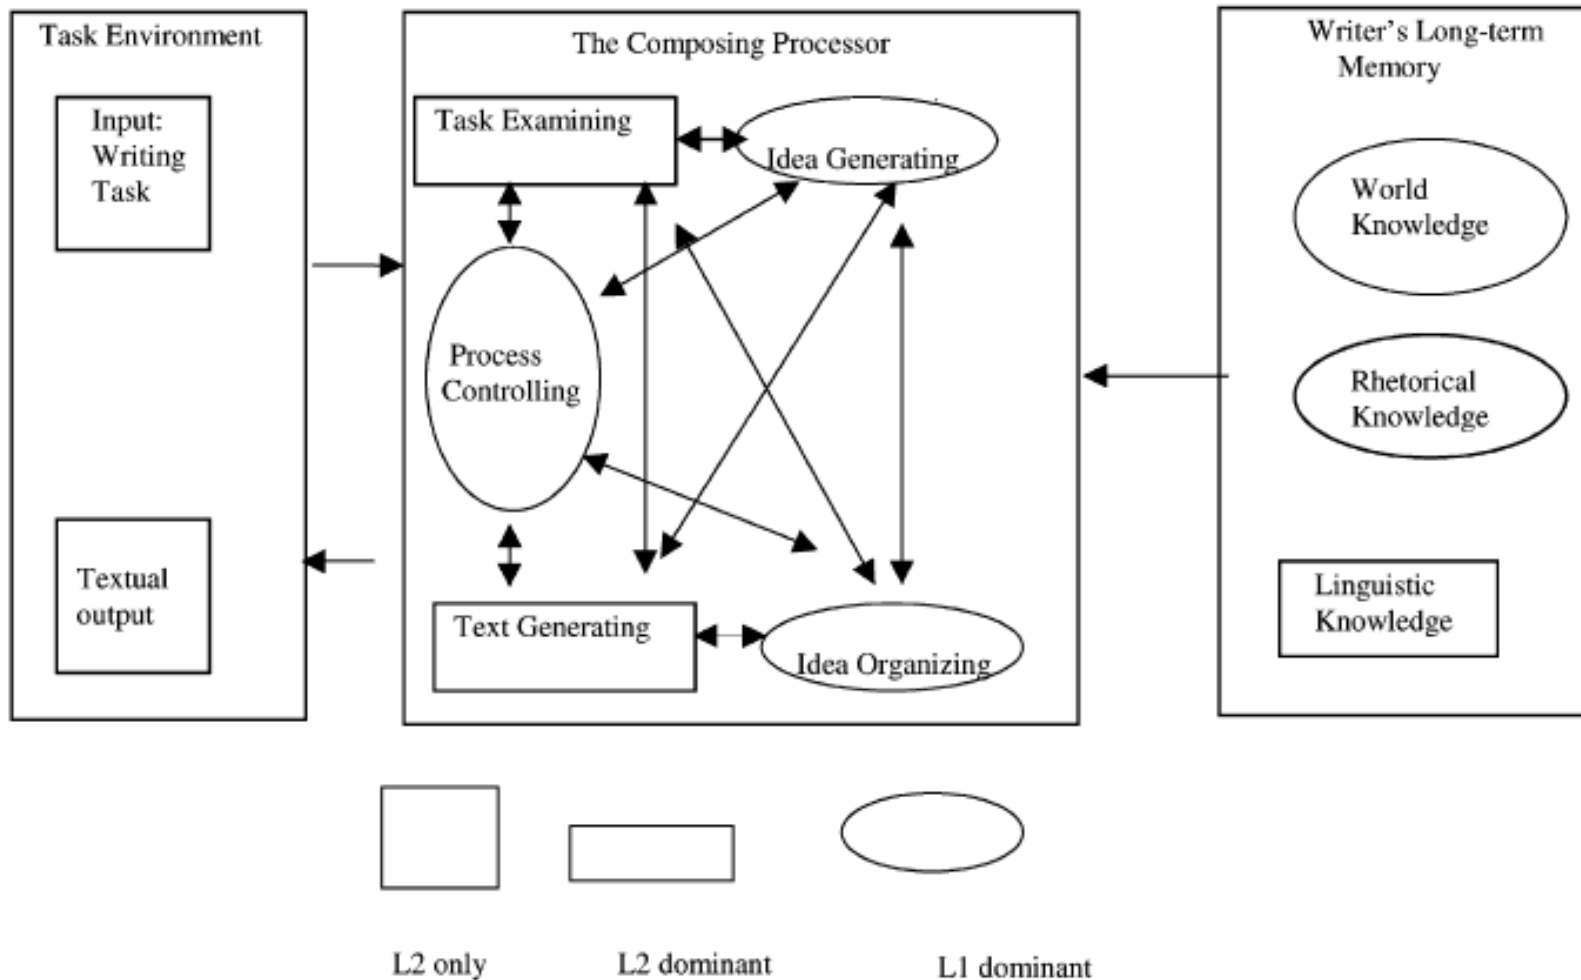 Task Environment
Input:
Writing
Task
Textual
output
The Composing Processor
Task Examining
Idea Generating
Process
Controlling
Text Generating
Idea Organizing
Writer's Long-term
Memory
World
Knowledge
Rhetorical
Knowledge
Linguistic
Knowledge
L2 only
L2 dominant
L1 dominant